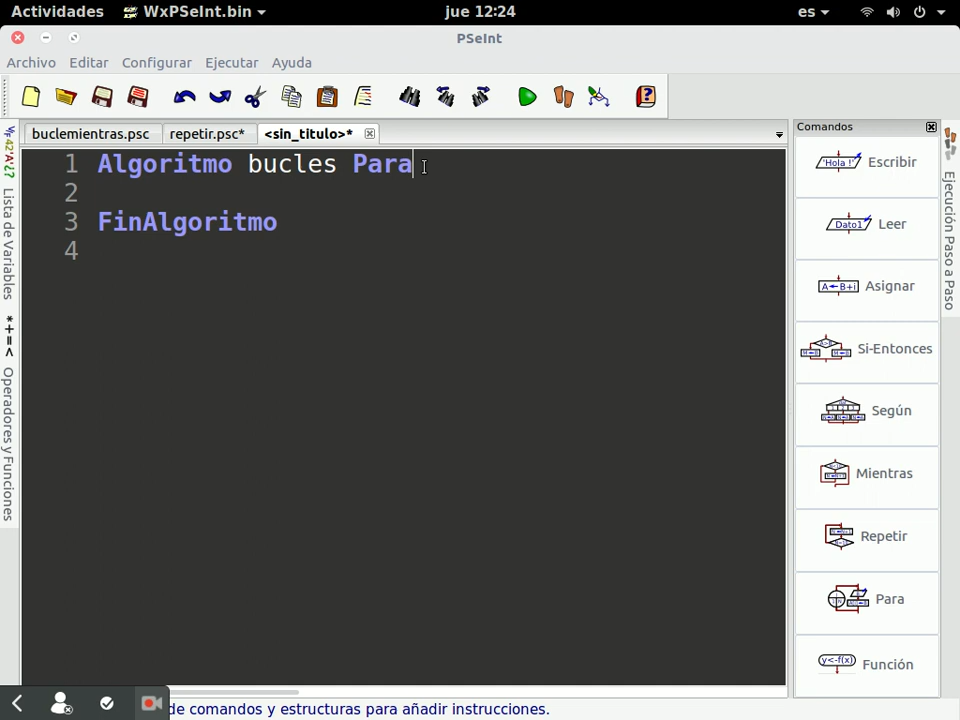 Actividades WxPSeInt.bin jue 12:24 es
PSeInt
Archivo Editar Configurar Ejecutar Ayuda
buclemientras.psc repetir.psc* <sin_titulo>*
1 Algoritmo bucles Para
2
3 FinAlgoritmo
4
Lista de Variables
*+=< Operadores y Funciones
Comandos
'Hola !' Escribir
Dato1 Leer
A←B+i Asignar
Si-Entonces
Según
Mientras
Repetir
Para
y<-f(x) Función
Ejecución Paso a Paso
de comandos y estructuras para añadir instrucciones.